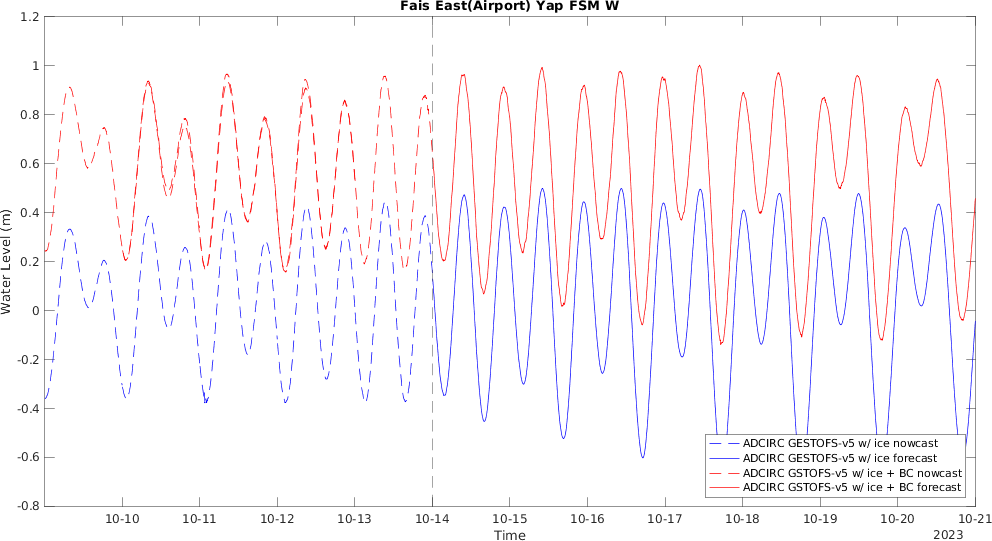 Fais East(Airport) Yap FSM W
1.2
1
0.8
0.6
0.4
0.2
0
-0.2
-0.4
-0.6
-0.8
Water Level (m)
ADCIRC GESTOFS-v5 w/ ice nowcast
ADCIRC GESTOFS-v5 w/ ice forecast
ADCIRC GSTOFS-v5 w/ ice + BC nowcast
ADCIRC GSTOFS-v5 w/ ice + BC forecast
10-10 10-11 10-12 10-13 10-14 10-15 10-16 10-17 10-18 10-19 10-20 10-21
Time
2023